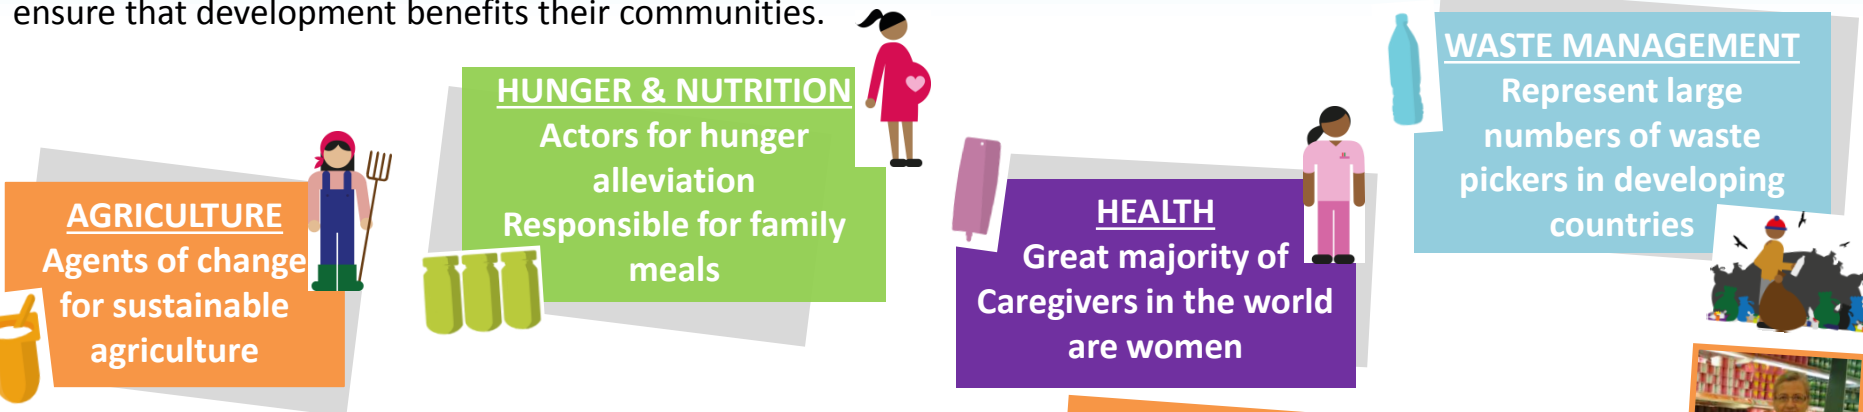 ensure that development benefits their communities.
AGRICULTURE
Agents of change
for sustainable
agriculture
HUNGER & NUTRITION
Actors for hunger
alleviation
Responsible for family
meals
HEALTH
Great majority of
Caregivers in the world
are women
WASTE MANAGEMENT
Represent large
numbers of waste
pickers in developing
countries